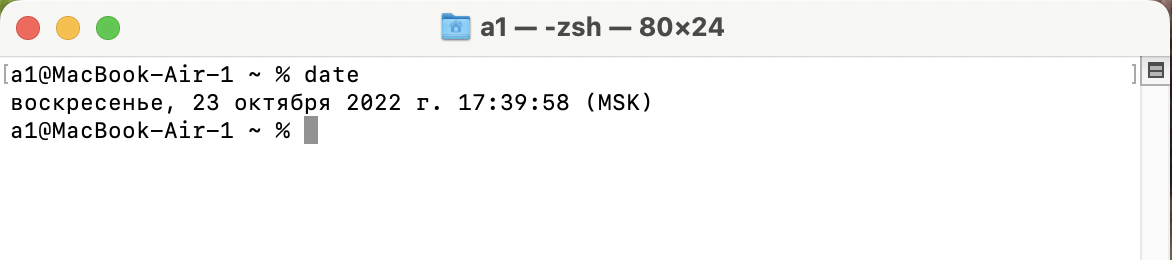 a1 — -zsh — 80×24
[a1@MacBook-Air-1 ~ % date ]
воскресенье, 23 октября 2022 г. 17:39:58 (MSK)
a1@MacBook-Air-1 ~ %